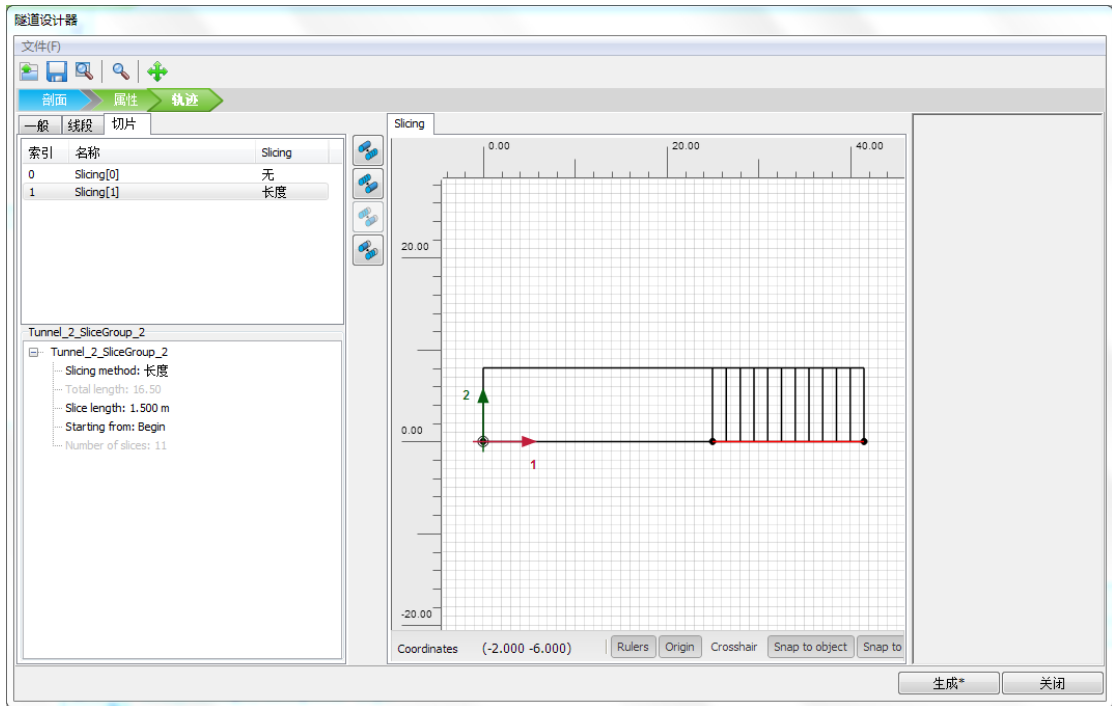 隧道设计器
文件(F)
剖面 属性 轨迹
一般 线段 切片
索引 名称 Slicing
0 Slicing[0] 无
1 Slicing[1] 长度
Tunnel_2_SliceGroup_2
Tunnel_2_SliceGroup_2
Slicing method: 长度
Total length: 16.50
Slice length: 1.500 m
Starting from: Begin
Number of slices: 11
Slicing
0.00 20.00 40.00
20.00
2
0.00
1
-20.00
Coordinates (-2.000 -6.000) Rulers Origin Crosshair Snap to object Snap to
生成* 关闭